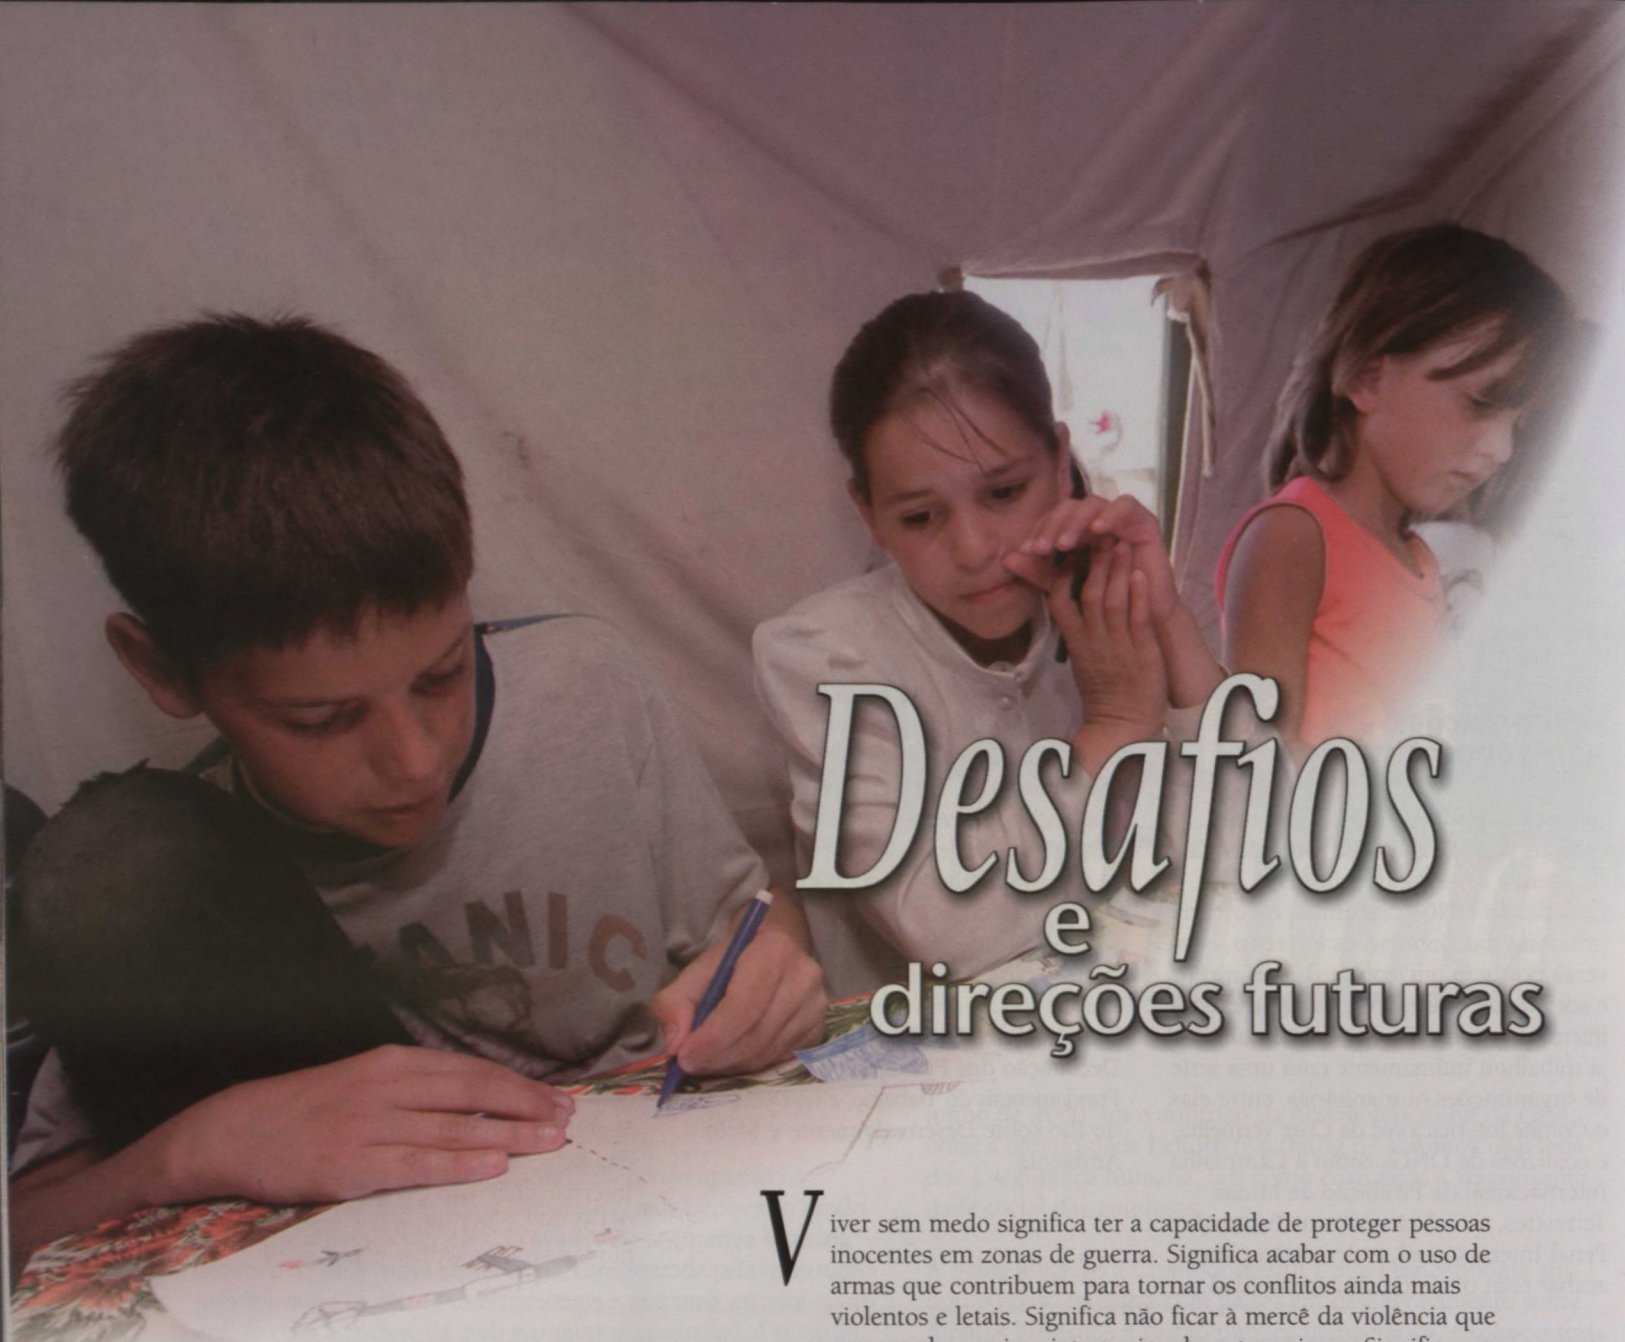 ANIC
Desafios
e
direções futuras
Viver sem medo significa ter a capacidade de proteger pessoas
inocentes em zonas de guerra. Significa acabar com o uso de
armas que contribuem para tornar os conflitos ainda mais
violentos e letais. Significa não ficar à mercê da violência que